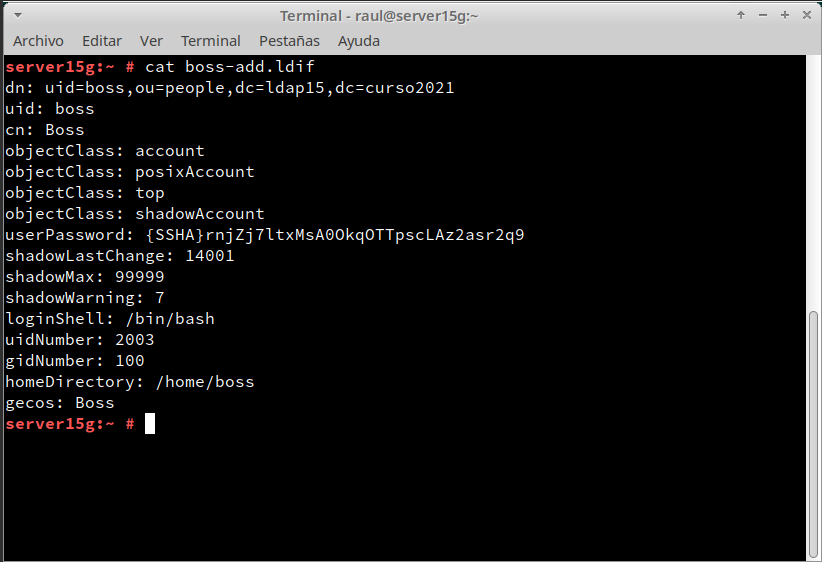 Terminal - raul@server15g:~
Archivo Editar Ver Terminal Pestañas Ayuda
server15g:~ # cat boss-add.ldif
dn: uid=boss,ou=people,dc=ldap15,dc=curso2021
uid: boss
cn: Boss
objectClass: account
objectClass: posixAccount
objectClass: top
objectClass: shadowAccount
userPassword: {SSHA}rnjZj7ltxMsA0OkqOTTpscLAz2asr2q9
shadowLastChange: 14001
shadowMax: 99999
shadowWarning: 7
loginShell: /bin/bash
uidNumber: 2003
gidNumber: 100
homeDirectory: /home/boss
gecos: Boss
server15g:~ #